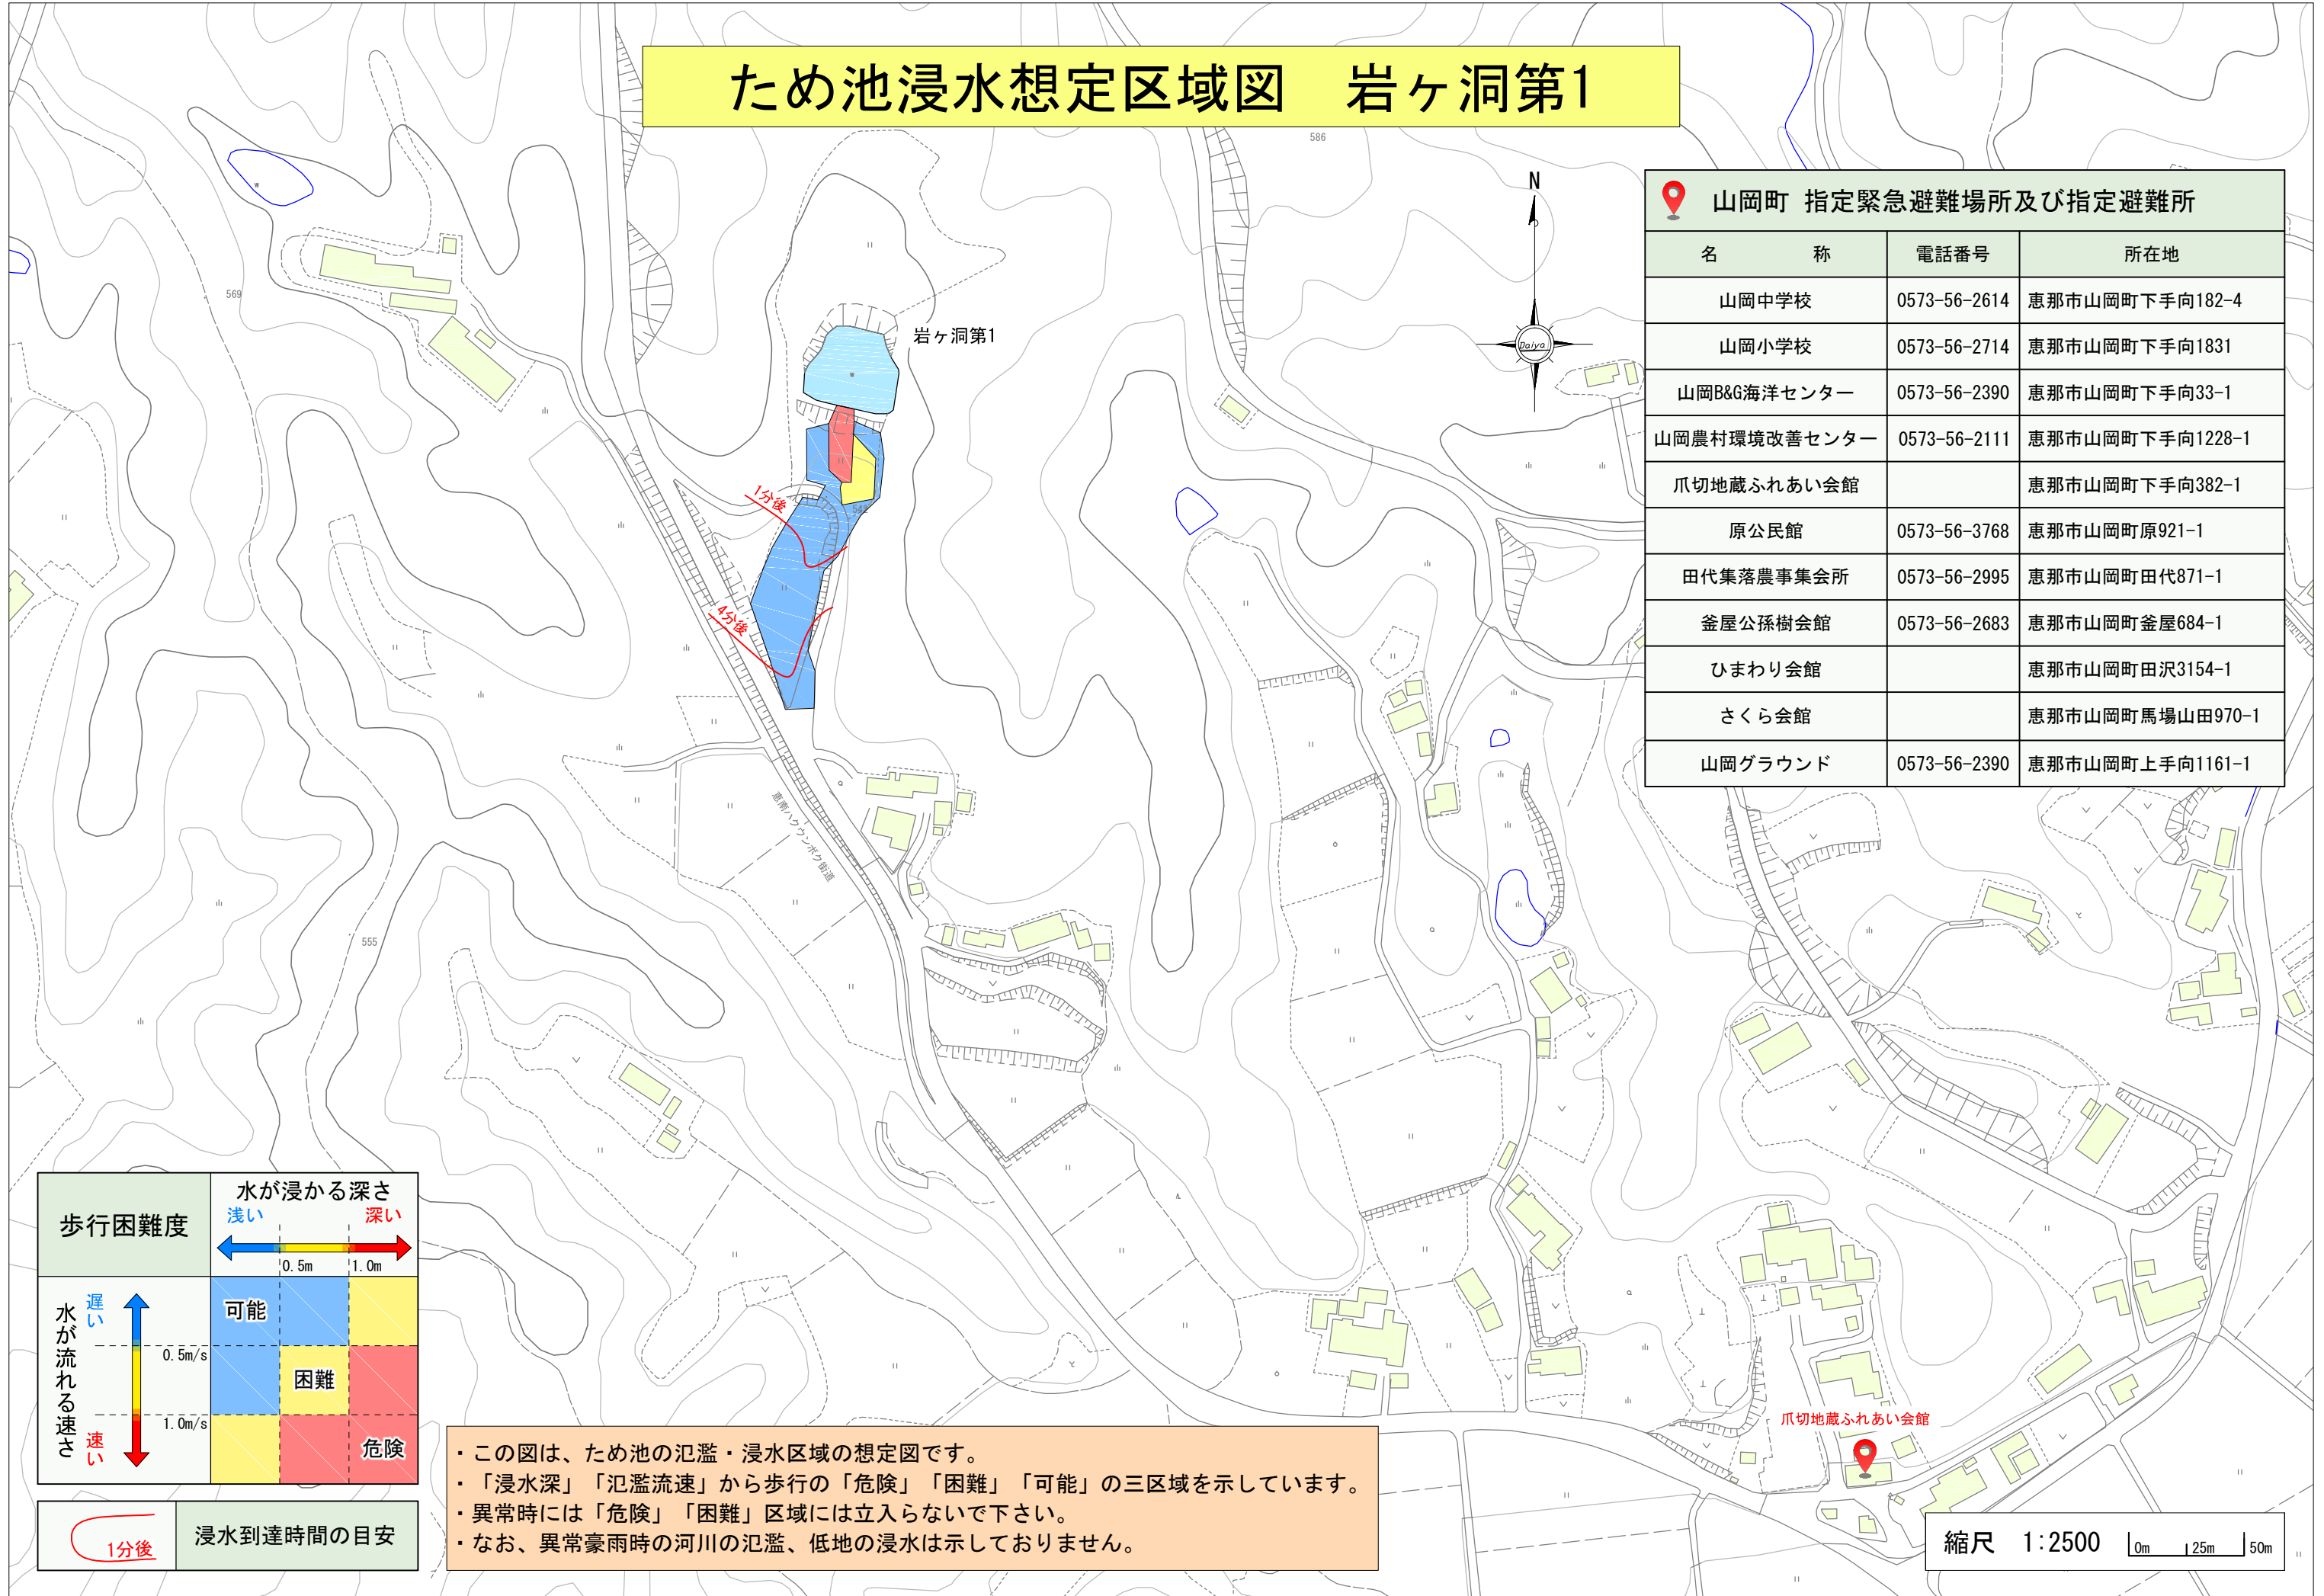 ため池浸水想定区域図　岩ヶ洞第1
586
N
Daiya
山岡町 指定緊急避難場所及び指定避難所
名　称 電話番号 所在地
山岡中学校 0573-56-2614 恵那市山岡町下手向182-4
山岡小学校 0573-56-2714 恵那市山岡町下手向1831
山岡B&G海洋センター 0573-56-2390 恵那市山岡町下手向33-1
山岡農村環境改善センター 0573-56-2111 恵那市山岡町下手向1228-1
爪切地蔵ふれあい会館 恵那市山岡町下手向382-1
原公民館 0573-56-3768 恵那市山岡町原921-1
田代集落農事集会所 0573-56-2995 恵那市山岡町田代871-1
釜屋公孫樹会館 0573-56-2683 恵那市山岡町釜屋684-1
ひまわり会館 恵那市山岡町田沢3154-1
さくら会館 恵那市山岡町馬場山田970-1
山岡グラウンド 0573-56-2390 恵那市山岡町上手向1161-1
569
岩ヶ洞第1
1分後
542
4分後
恵南ハクウンボク街道
555
歩行困難度
水が浸かる深さ
浅い 深い
0.5m 1.0m
水が流れる速さ
遅い
0.5m/s
1.0m/s
速い
可能
困難
危険
1分後
浸水到達時間の目安
・この図は、ため池の氾濫・浸水区域の想定図です。
・「浸水深」「氾濫流速」から歩行の「危険」「困難」「可能」の三区域を示しています。
・異常時には「危険」「困難」区域には立入らないで下さい。
・なお、異常豪雨時の河川の氾濫、低地の浸水は示しておりません。
爪切地蔵ふれあい会館
縮尺　1:2500
0m 25m 50m